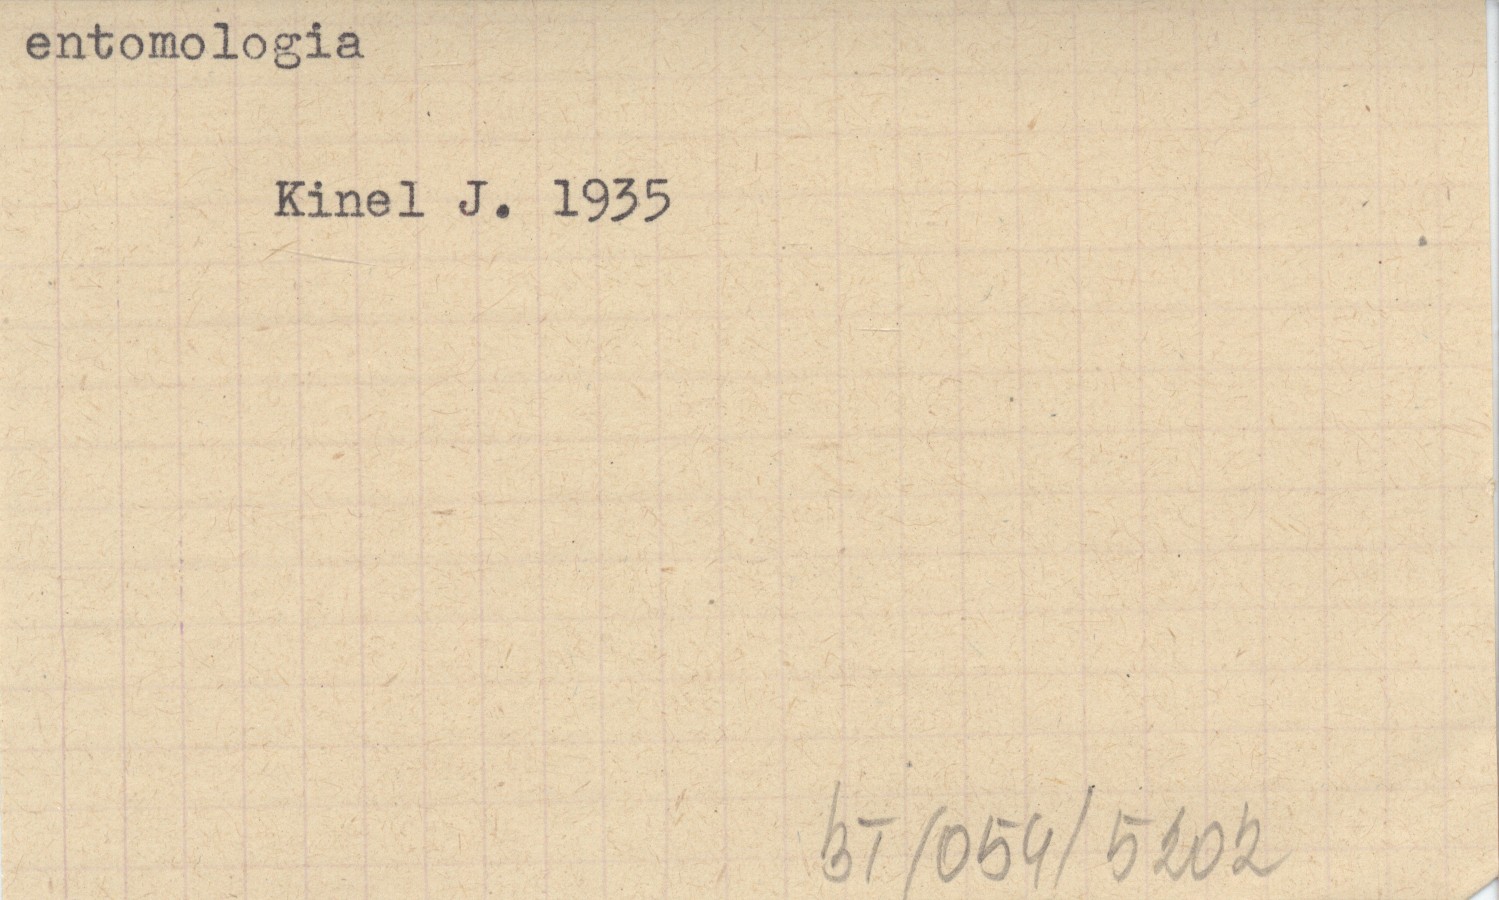 entomologia
Kinel J. 1935
BT/054/5202